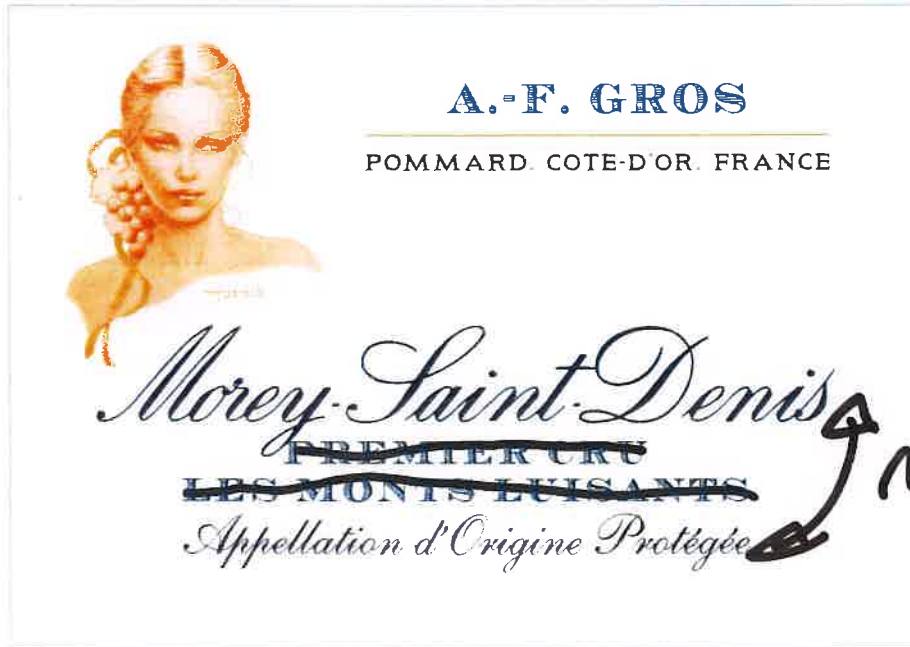 A.-F. GROS
POMMARD. COTE-D'OR. FRANCE
Morey-Saint-Denis
PREMIER CRU
LES MONTS LUISANTS
Appellation d'Origine Protégée